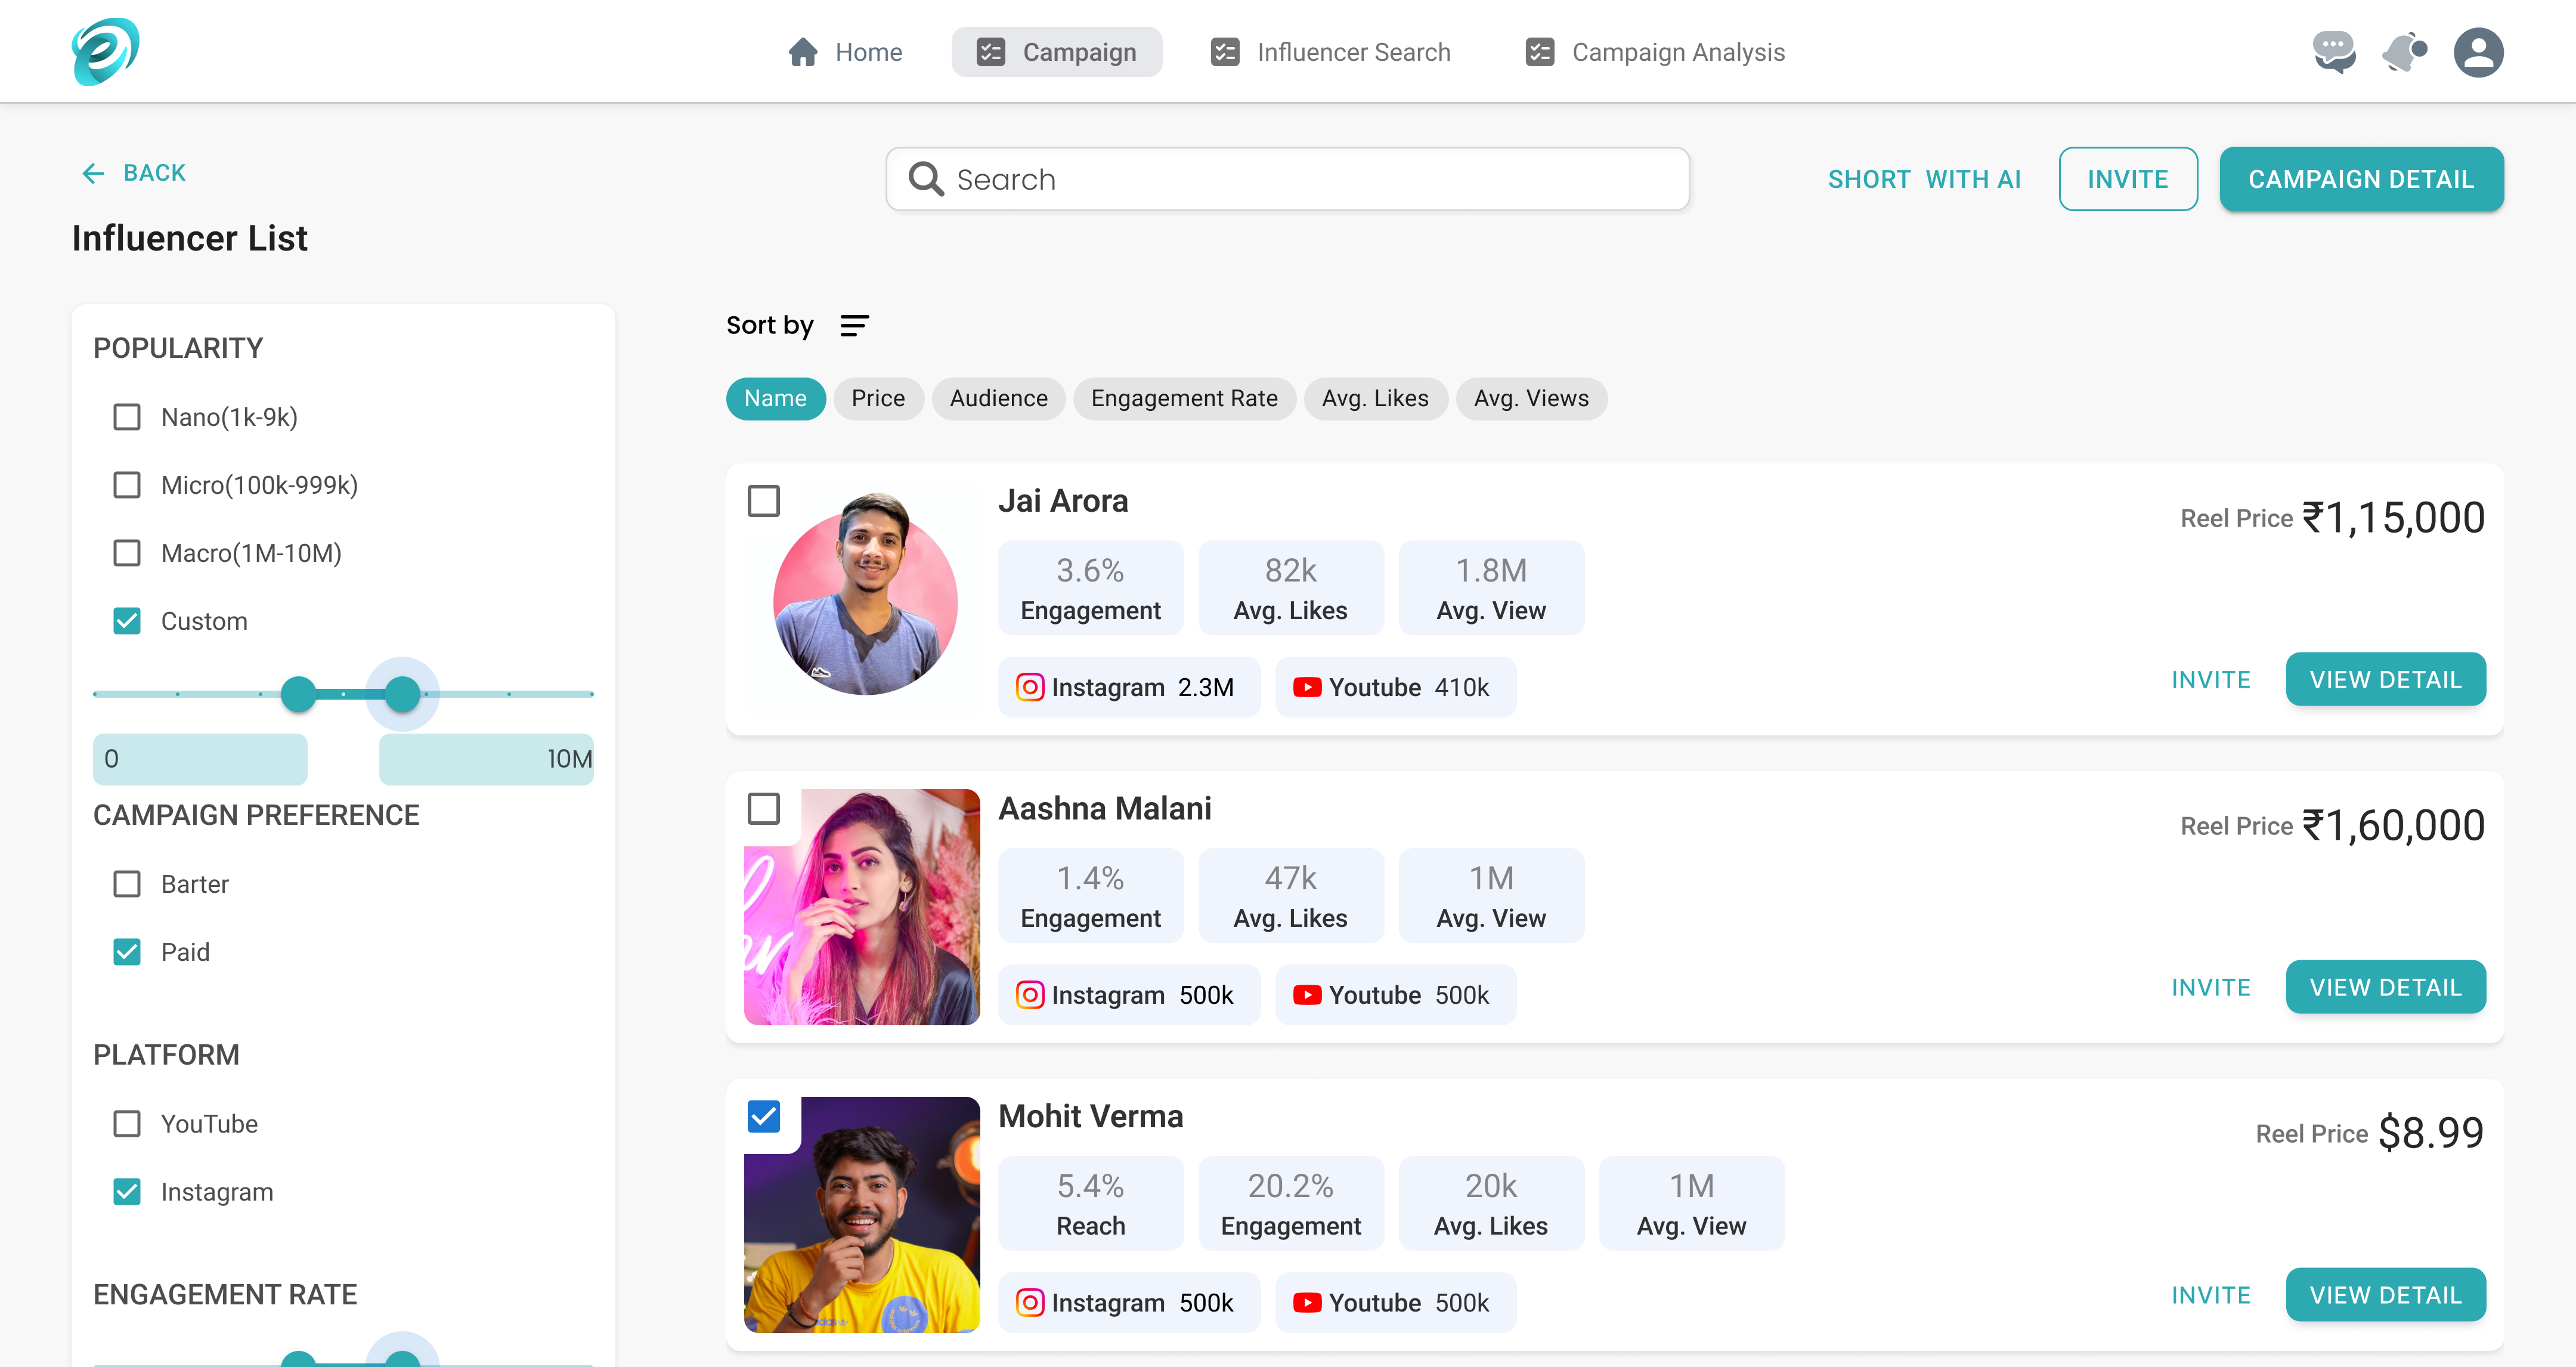 Home
Campaign
Influencer Search
Campaign Analysis
BACK
Search
SHORT WITH AI
INVITE
CAMPAIGN DETAIL
Influencer List
POPULARITY
Nano(1k-9k)
Micro(100k-999k)
Macro(1M-10M)
Custom
0
10M
CAMPAIGN PREFERENCE
Barter
Paid
PLATFORM
YouTube
Instagram
ENGAGEMENT RATE
Sort by
Name
Price
Audience
Engagement Rate
Avg. Likes
Avg. Views
Jai Arora
Reel Price ₹1,15,000
3.6%
Engagement
82k
Avg. Likes
1.8M
Avg. View
Instagram 2.3M
Youtube 410k
INVITE
VIEW DETAIL
Aashna Malani
Reel Price ₹1,60,000
1.4%
Engagement
47k
Avg. Likes
1M
Avg. View
Instagram 500k
Youtube 500k
INVITE
VIEW DETAIL
Mohit Verma
Reel Price $8.99
5.4%
Reach
20.2%
Engagement
20k
Avg. Likes
1M
Avg. View
Instagram 500k
Youtube 500k
INVITE
VIEW DETAIL